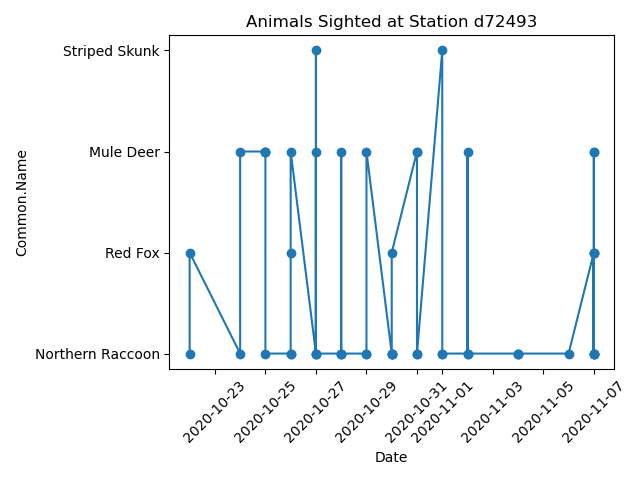 Animals Sighted at Station d72493
Striped Skunk
Mule Deer
Red Fox
Northern Raccoon
Common.Name
2020-10-23
2020-10-25
2020-10-27
2020-10-29
2020-10-31
2020-11-01
2020-11-03
2020-11-05
2020-11-07
Date